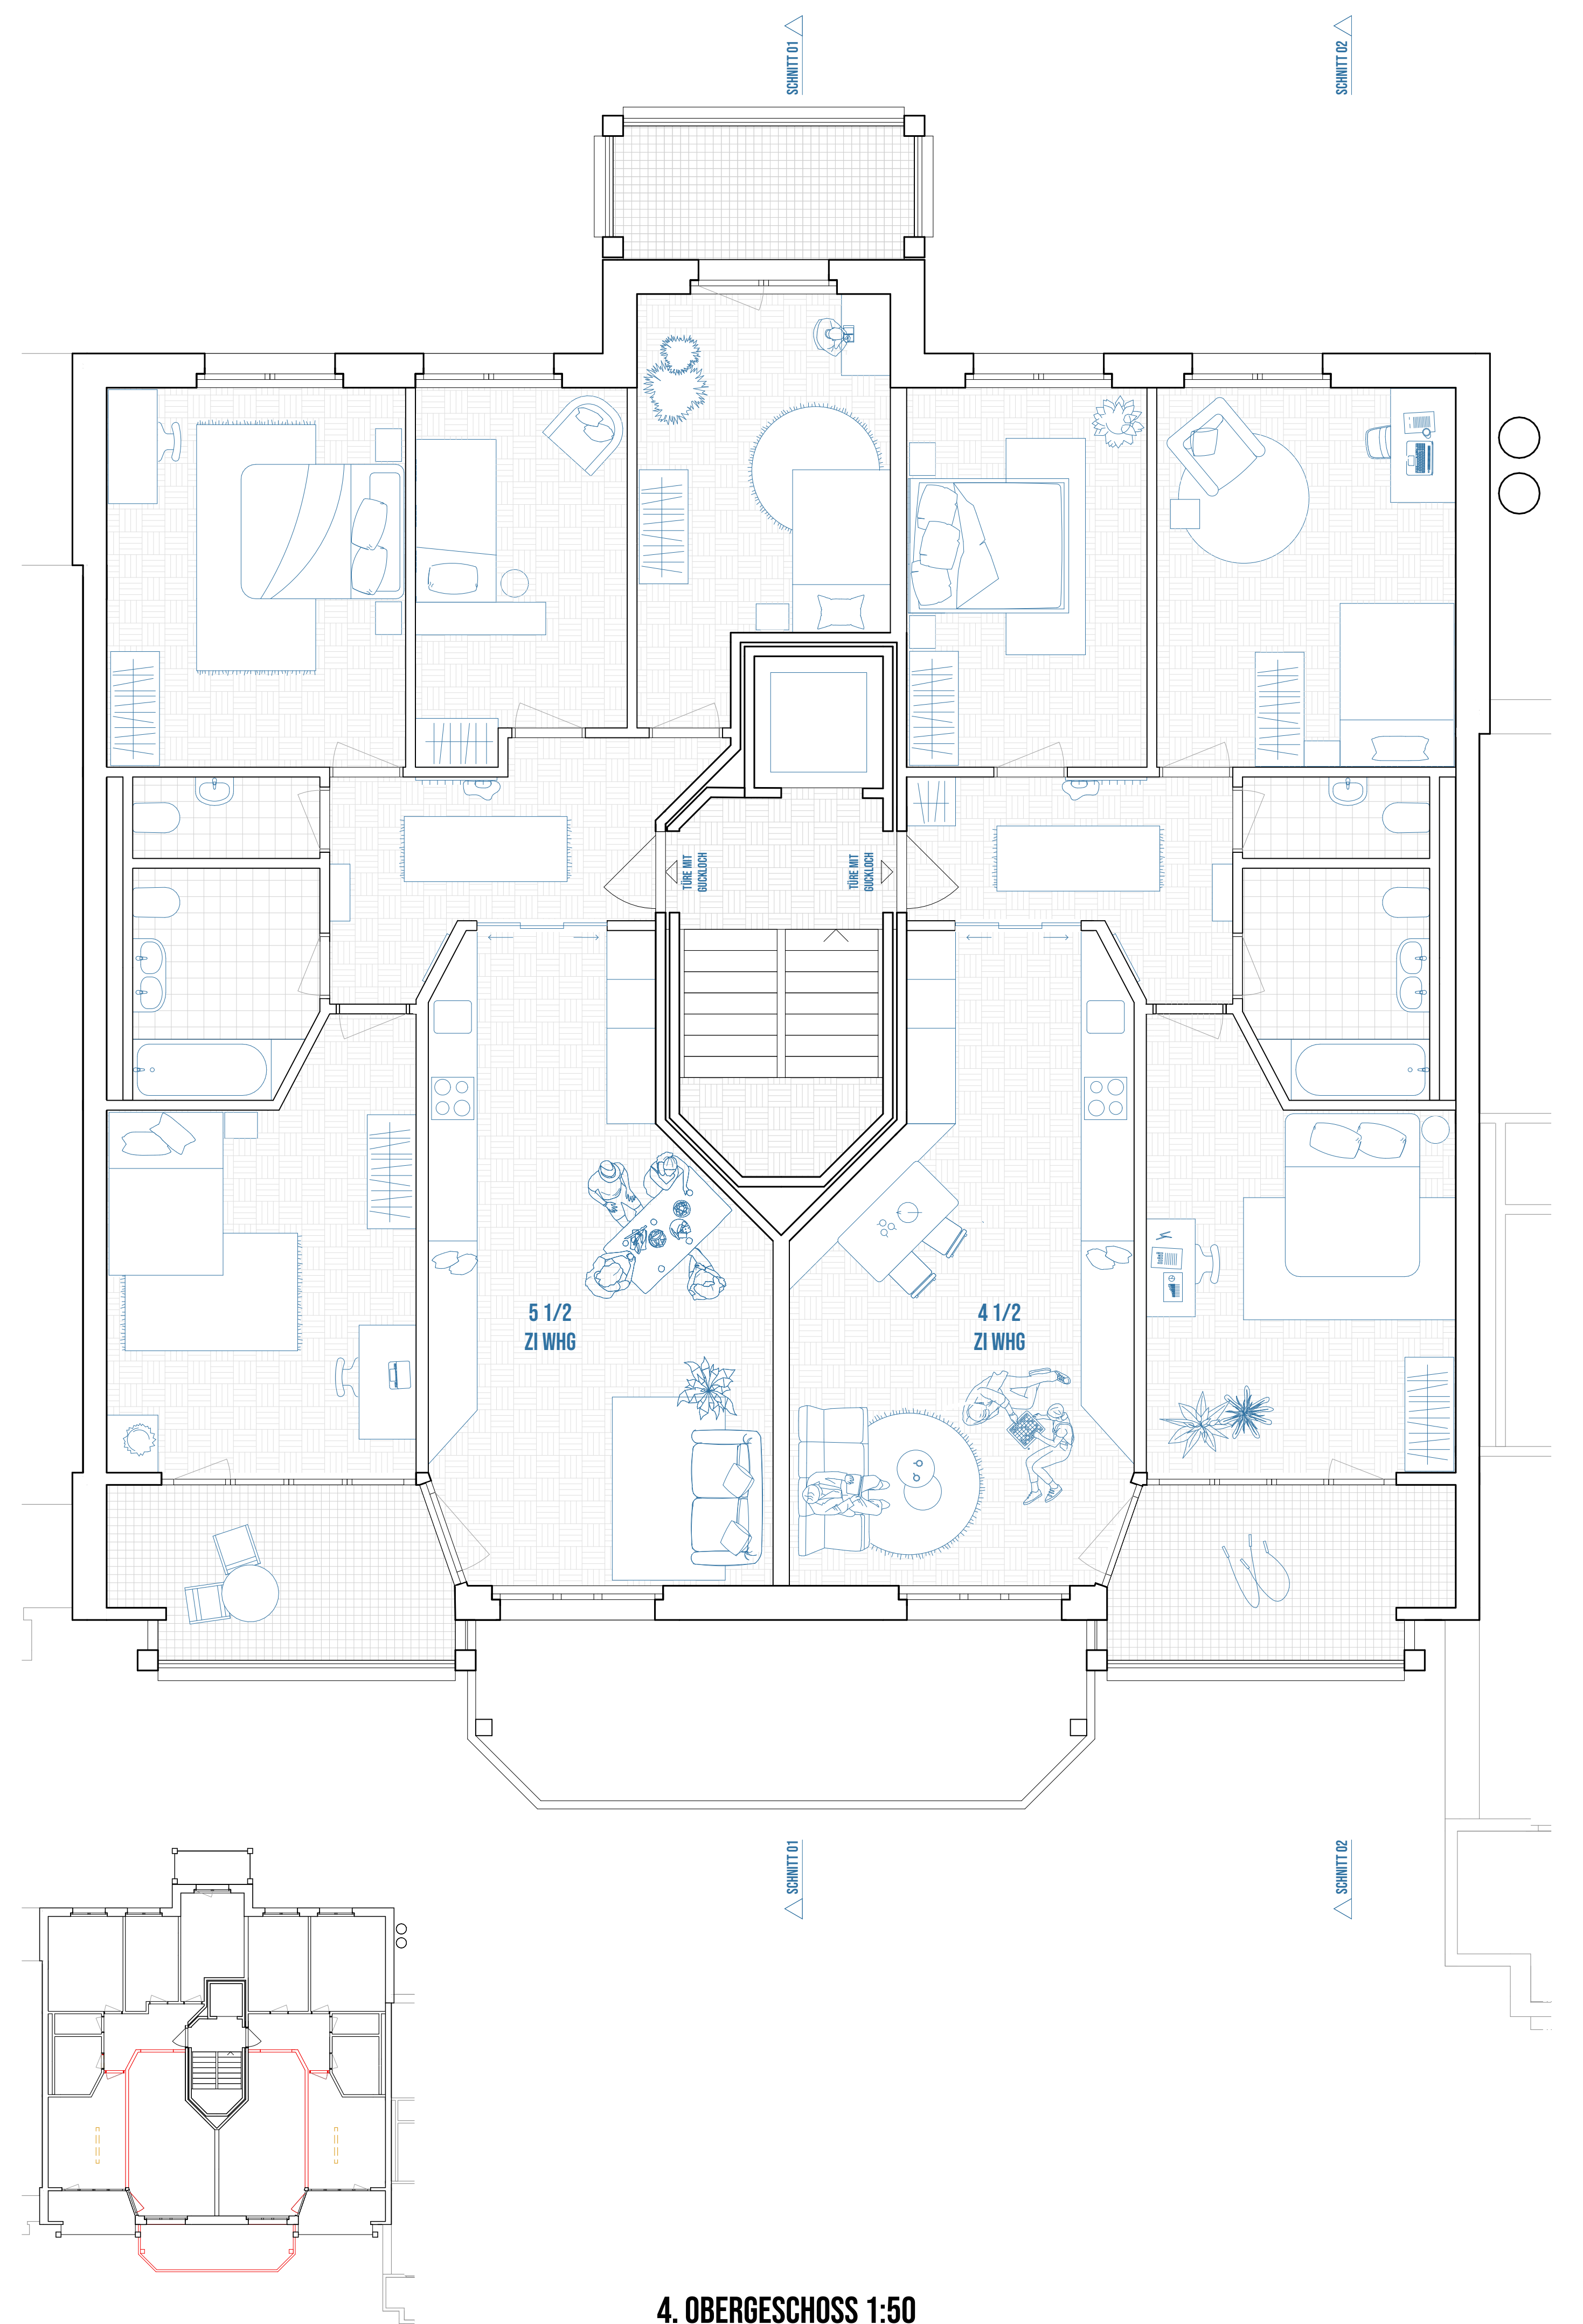 SCHNITT 01
SCHNITT 02
TÜRE MIT
GUCKLOCH
TÜRE MIT
GUCKLOCH
5 1/2
ZI WHG
4 1/2
ZI WHG
SCHNITT 01
SCHNITT 02
4. OBERGESCHOSS 1:50